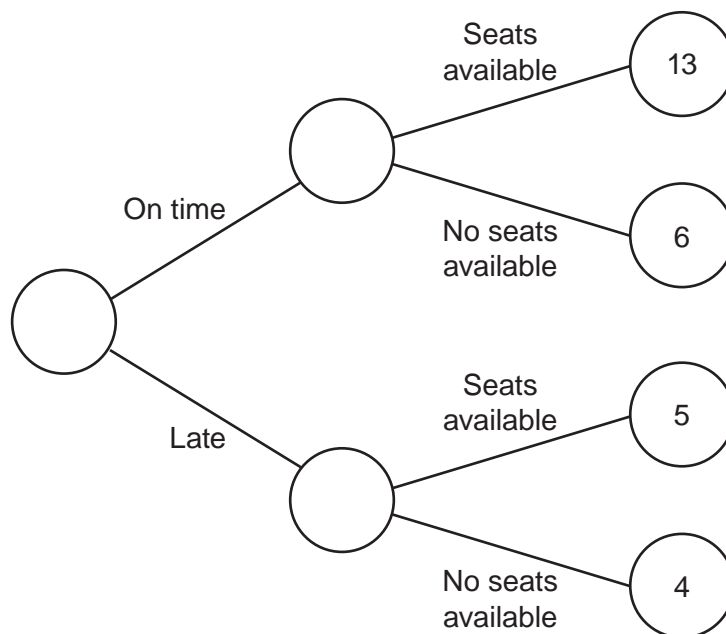 Seats
available
13
On time
No seats
available
6
Seats
available
5
Late
No seats
available
4